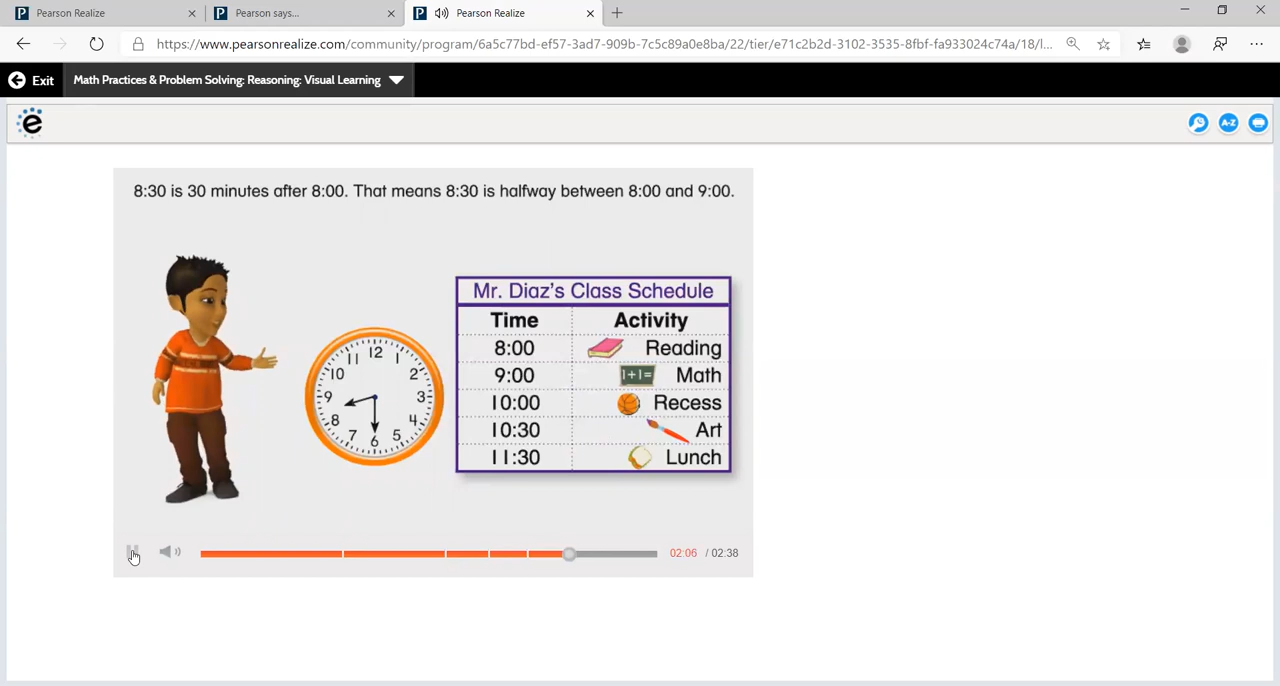 Pearson Realize
Pearson says...
Pearson Realize
https://www.pearsonrealize.com/community/program/6a5c77bd-ef57-3ad7-909b-7c5c89a0e8ba/22/tier/e71c2b2d-3102-3535-8fbf-fa933024c74a/18/l...
Exit
Math Practices & Problem Solving: Reasoning: Visual Learning
e
A-Z
8:30 is 30 minutes after 8:00. That means 8:30 is halfway between 8:00 and 9:00.
12
1
2
3
4
5
6
7
8
9
10
11
Mr. Diaz's Class Schedule
Time Activity
8:00 Reading
9:00 1+1= Math
10:00 Recess
10:30 Art
11:30 Lunch
02:06 / 02:38